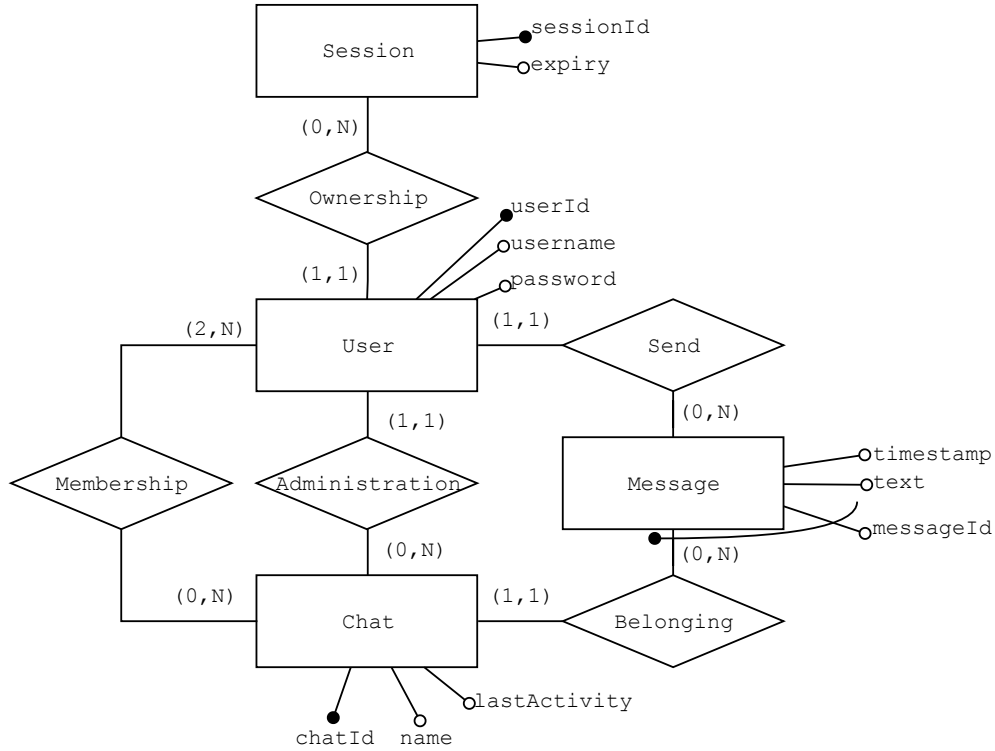 sessionId
Session
expiry
(0,N)
Ownership
userId
username
(1,1)
password
(2,N)
(1,1)
User
Send
(1,1)
(0,N)
timestamp
Membership
Administration
Message
text
messageId
(0,N)
(0,N)
(0,N)
(1,1)
Chat
Belonging
lastActivity
chatId
name